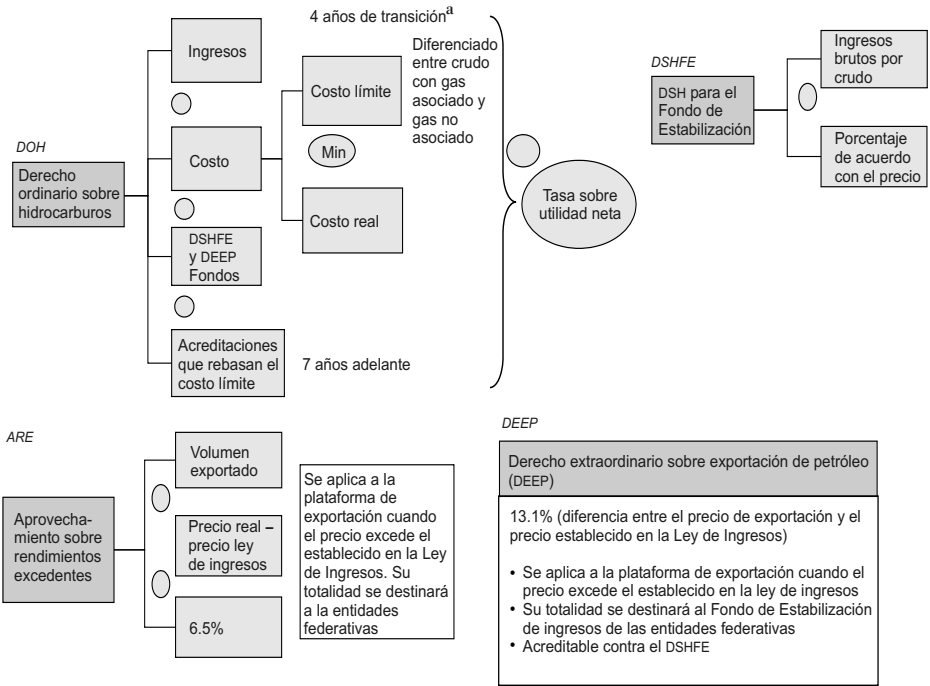 4 años de transiciónª
DOH
Derecho
ordinario sobre
hidrocarburos
Ingresos
Costo
DSHFE
y DEEP
Fondos
Acreditaciones
que rebasan el
costo límite
7 años adelante
Costo límite
Min
Costo real
Diferenciado
entre crudo
con gas
asociado y
gas no
asociado
Tasa sobre
utilidad neta
DSHFE
DSH para el
Fondo de
Estabilización
Ingresos
brutos por
crudo
Porcentaje
de acuerdo
con el precio
ARE
Aprovecha-
miento sobre
rendimientos
excedentes
Volumen
exportado
Precio real –
precio ley
de ingresos
6.5%
Se aplica a la
plataforma de
exportación cuando
el precio excede el
establecido en la Ley
de Ingresos. Su
totalidad se destinará
a la entidades
federativas
DEEP
Derecho extraordinario sobre exportación de petróleo
(DEEP)
13.1% (diferencia entre el precio de exportación y el
precio establecido en la Ley de Ingresos)
• Se aplica a la plataforma de exportación cuando el
precio excede el establecido en la ley de ingresos
• Su totalidad se destinará al Fondo de Estabilización
de ingresos de las entidades federativas
• Acreditable contra el DSHFE